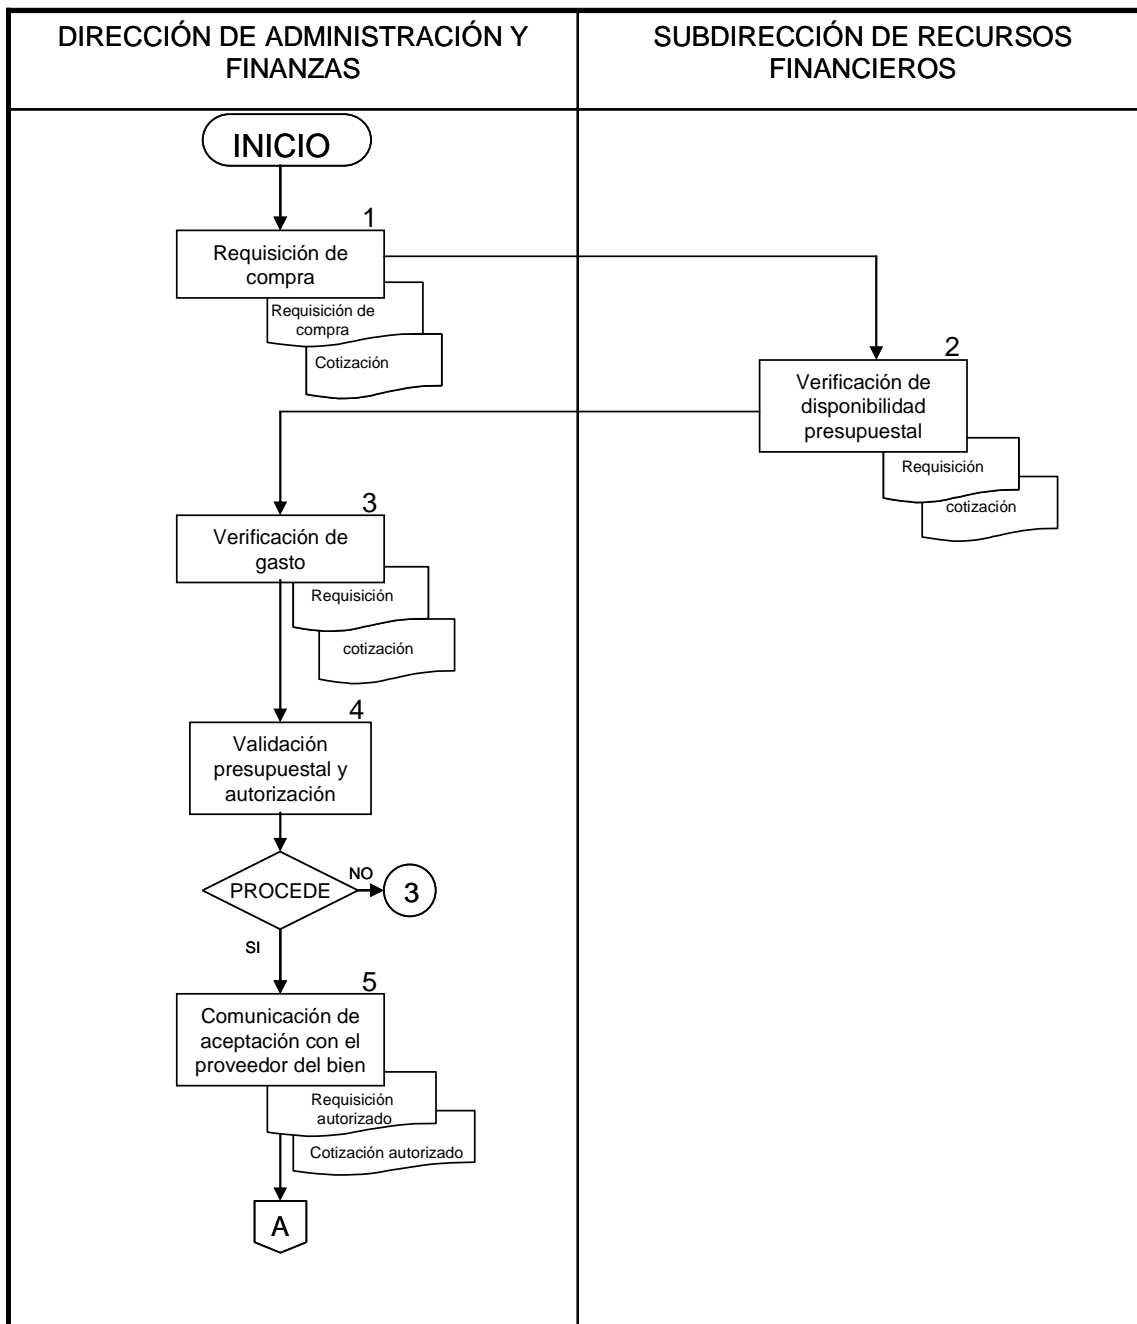 DIRECCIÓN DE ADMINISTRACIÓN Y
FINANZAS
SUBDIRECCIÓN DE RECURSOS
FINANCIEROS
INICIO
1
Requisición de
compra
Requisición de
compra
Cotización
2
Verificación de
disponibilidad
presupuestal
Requisición
cotización
3
Verificación de
gasto
Requisición
cotización
4
Validación
presupuestal y
autorización
PROCEDE
NO
3
SI
5
Comunicación de
aceptación con el
proveedor del bien
Requisición
autorizado
Cotización autorizado
A